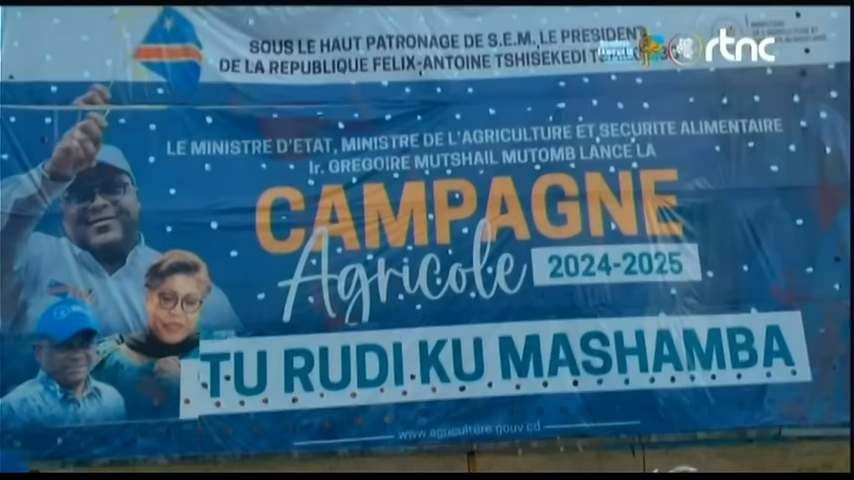 SOUS LE HAUT PATRONAGE DE S.E.M, LE PRESIDENT
DE LA REPUBLIQUE FELIX-ANTOINE TSHISEKEDI
rtnc
LE MINISTRE D'ETAT, MINISTRE DE L'AGRICULTURE ET SECURITE ALIMENTAIRE
Ir. GREGOIRE MUTSHAIL MUTOMB LANCE LA
CAMPAGNE
Agricole 2024-2025
TU RUDI KU MASHAMBA
www.agriculture.gouv.cd